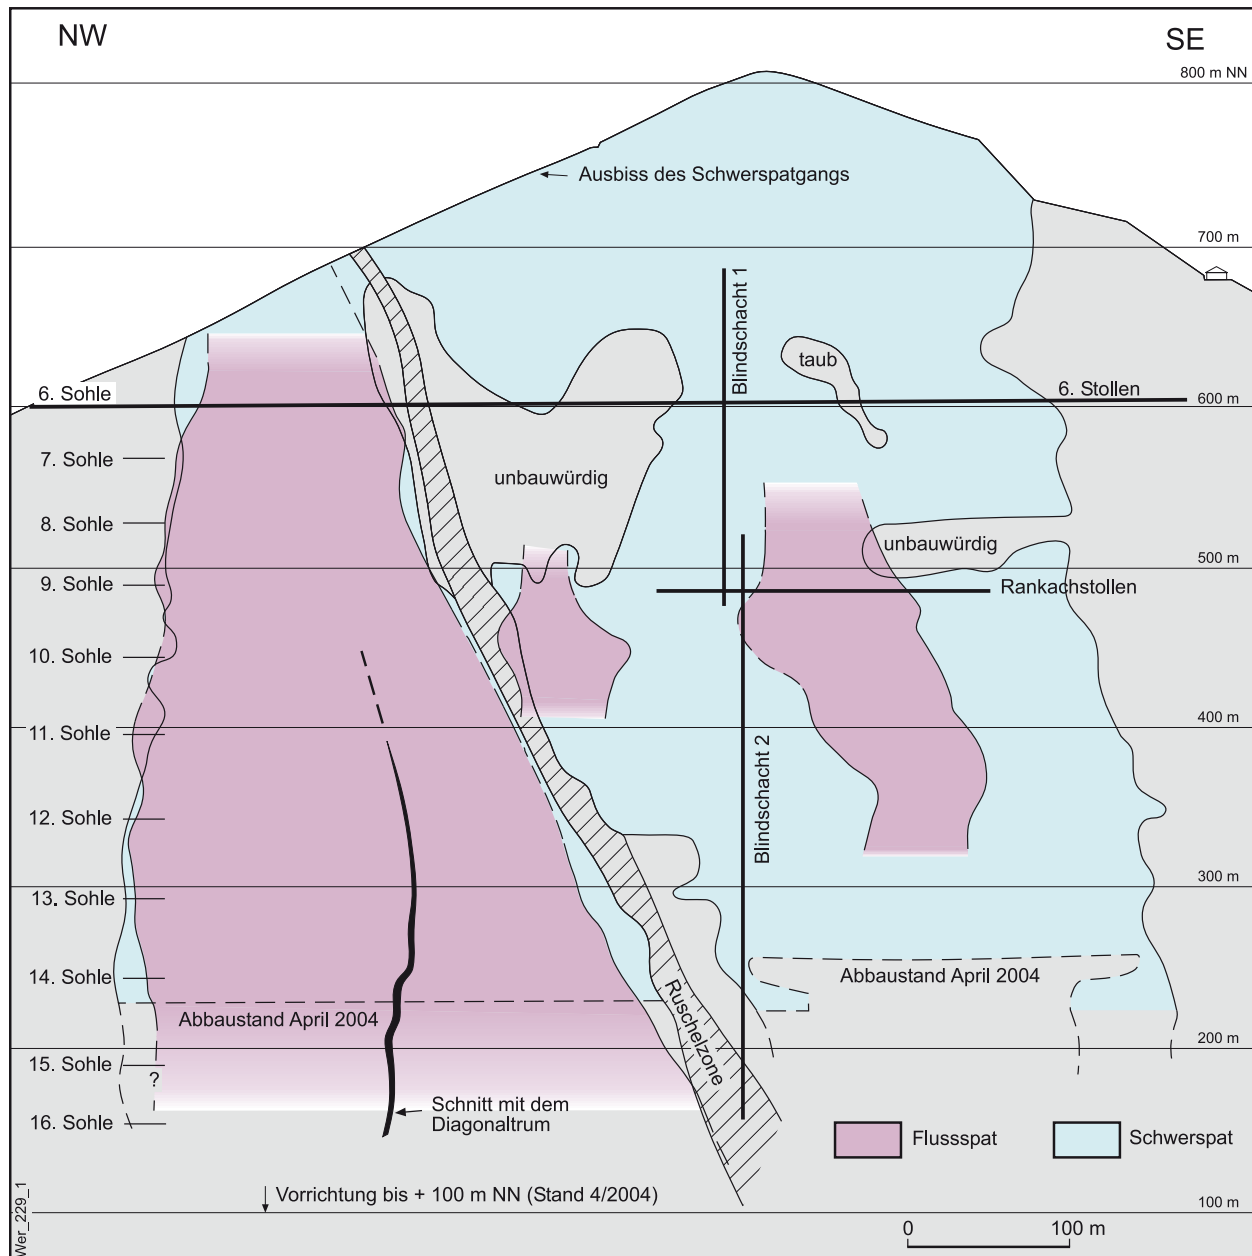 NW
SE
800 m NN
Ausbiss des Schwerspatgangs
700 m
Blindschacht 1
taub
6. Sohle
6. Stollen
600 m
7. Sohle
unbauwürdig
8. Sohle
unbauwürdig
500 m
9. Sohle
Rankachstollen
10. Sohle
400 m
11. Sohle
Blindschacht 2
12. Sohle
300 m
13. Sohle
14. Sohle
Abbaustand April 2004
Abbaustand April 2004
Ruschelzone
200 m
15. Sohle
?
Schnitt mit dem
Diagonaltrum
16. Sohle
Flussspat
Schwerspat
Vorrichtung bis + 100 m NN (Stand 4/2004)
100 m
0
100 m
Wer_229_1